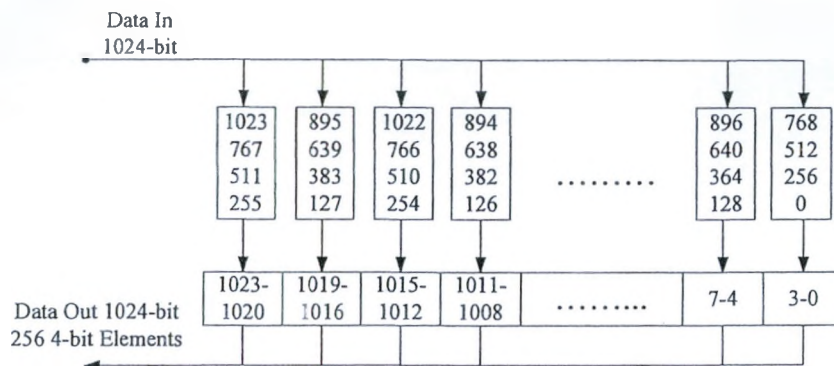 Data In
1024-bit
1023 895 1022 894 896 768
767 639 766 638 640 512
511 383 510 382 ......... 364 256
255 127 254 126 128 0
1023- 1019- 1015- 1011-
1020 1016 1012 1008 ......... 7-4 3-0
Data Out 1024-bit
256 4-bit Elements